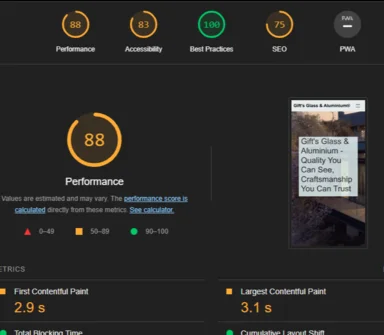 88 83 100 75
Performance Accessibility Best Practices SEO PWA
88
Gift's Glass & Aluminium!
Gift's Glass &
Aluminium -
Quality You
Can See,
Craftsmanship
You Can Trust
Performance
Values are estimated and may vary. The performance score is
calculated directly from these metrics. See calculator.
0–49 50–89 90–100
METRICS
First Contentful Paint Largest Contentful Paint
2.9 s 3.1 s
Total Blocking Time Cumulative Layout Shift